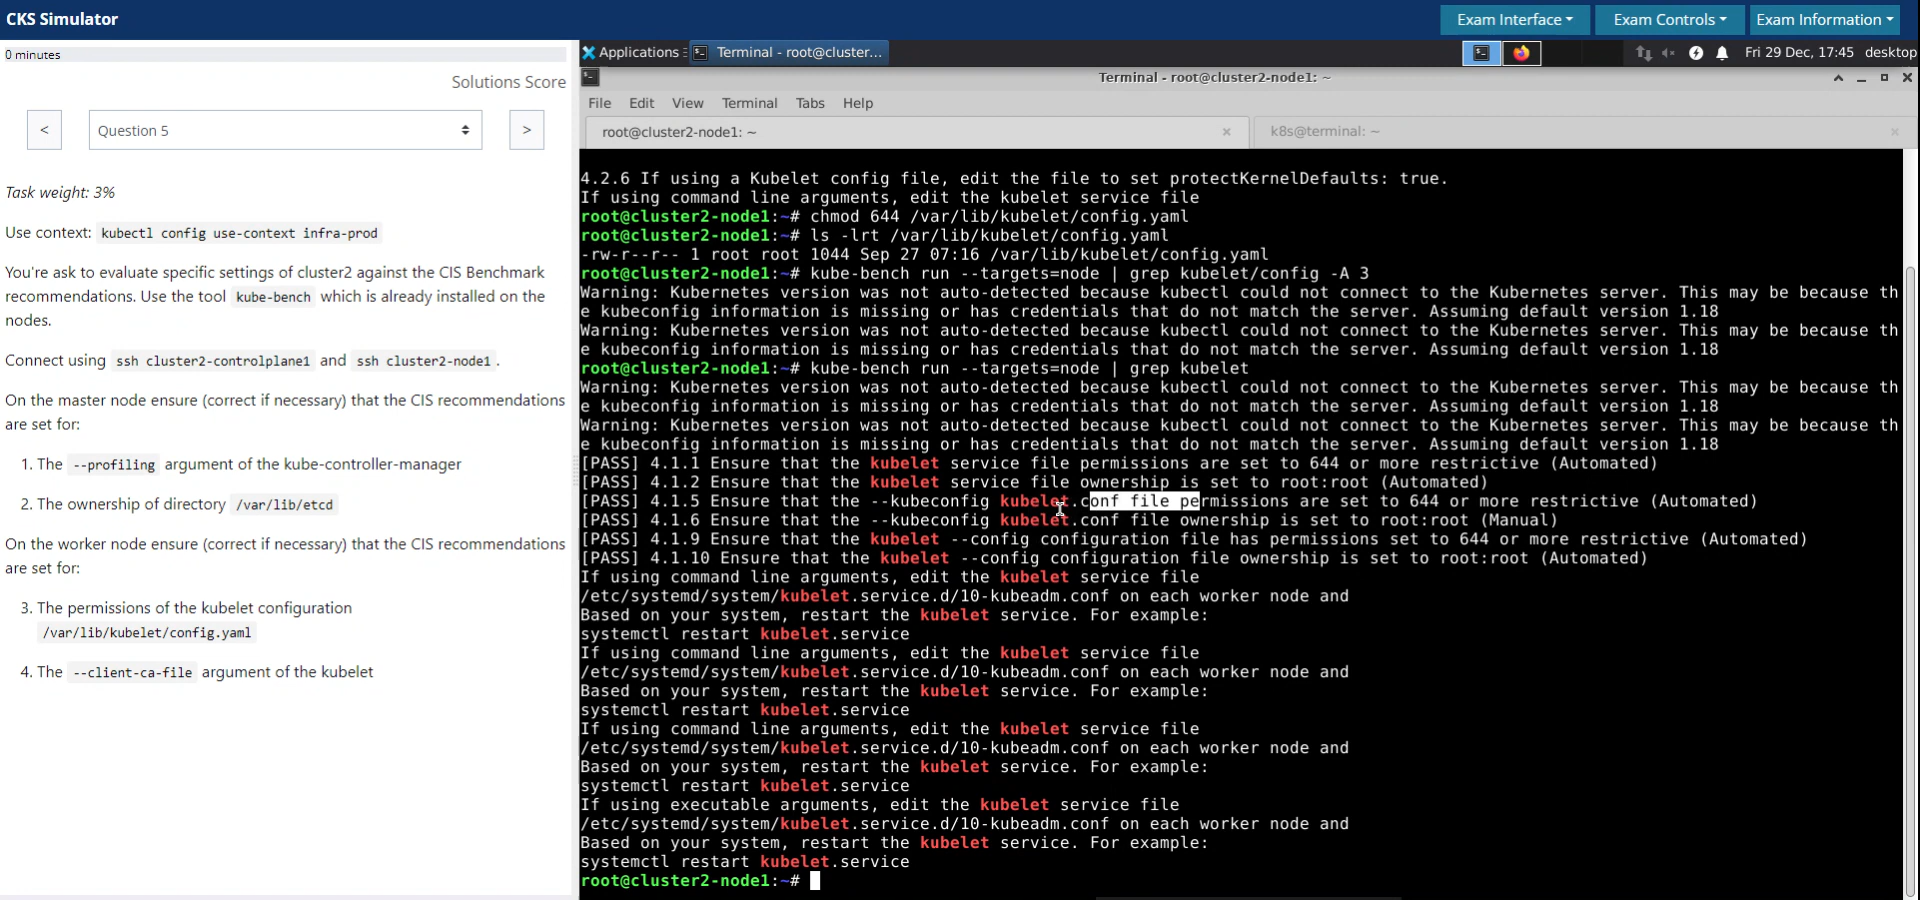 CKS Simulator
Exam Interface
Exam Controls
Exam Information
0 minutes
Solutions Score
<
Question 5
>
Task weight: 3%
Use context: kubectl config use-context infra-prod
You're ask to evaluate specific settings of cluster2 against the CIS Benchmark
recommendations. Use the tool kube-bench which is already installed on the
nodes.
Connect using ssh cluster2-controlplane1 and ssh cluster2-node1 .
On the master node ensure (correct if necessary) that the CIS recommendations
are set for:
1. The --profiling argument of the kube-controller-manager
2. The ownership of directory /var/lib/etcd
On the worker node ensure (correct if necessary) that the CIS recommendations
are set for:
3. The permissions of the kubelet configuration
/var/lib/kubelet/config.yaml
4. The --client-ca-file argument of the kubelet
Applications
Terminal - root@cluster...
Fri 29 Dec, 17:45 desktop
Terminal - root@cluster2-node1: ~
File Edit View Terminal Tabs Help
root@cluster2-node1: ~
k8s@terminal: ~
4.2.6 If using a Kubelet config file, edit the file to set protectKernelDefaults: true.
If using command line arguments, edit the kubelet service file
root@cluster2-node1:~# chmod 644 /var/lib/kubelet/config.yaml
root@cluster2-node1:~# ls -lrt /var/lib/kubelet/config.yaml
-rw-r--r-- 1 root root 1044 Sep 27 07:16 /var/lib/kubelet/config.yaml
root@cluster2-node1:~# kube-bench run --targets=node | grep kubelet/config -A 3
Warning: Kubernetes version was not auto-detected because kubectl could not connect to the Kubernetes server. This may be because th
e kubeconfig information is missing or has credentials that do not match the server. Assuming default version 1.18
Warning: Kubernetes version was not auto-detected because kubectl could not connect to the Kubernetes server. This may be because th
e kubeconfig information is missing or has credentials that do not match the server. Assuming default version 1.18
root@cluster2-node1:~# kube-bench run --targets=node | grep kubelet
Warning: Kubernetes version was not auto-detected because kubectl could not connect to the Kubernetes server. This may be because th
e kubeconfig information is missing or has credentials that do not match the server. Assuming default version 1.18
Warning: Kubernetes version was not auto-detected because kubectl could not connect to the Kubernetes server. This may be because th
e kubeconfig information is missing or has credentials that do not match the server. Assuming default version 1.18
[PASS] 4.1.1 Ensure that the kubelet service file permissions are set to 644 or more restrictive (Automated)
[PASS] 4.1.2 Ensure that the kubelet service file ownership is set to root:root (Automated)
[PASS] 4.1.5 Ensure that the --kubeconfig kubelet.conf file permissions are set to 644 or more restrictive (Automated)
[PASS] 4.1.6 Ensure that the --kubeconfig kubelet.conf file ownership is set to root:root (Manual)
[PASS] 4.1.9 Ensure that the kubelet --config configuration file has permissions set to 644 or more restrictive (Automated)
[PASS] 4.1.10 Ensure that the kubelet --config configuration file ownership is set to root:root (Automated)
If using command line arguments, edit the kubelet service file
/etc/systemd/system/kubelet.service.d/10-kubeadm.conf on each worker node and
Based on your system, restart the kubelet service. For example:
systemctl restart kubelet.service
If using command line arguments, edit the kubelet service file
/etc/systemd/system/kubelet.service.d/10-kubeadm.conf on each worker node and
Based on your system, restart the kubelet service. For example:
systemctl restart kubelet.service
If using command line arguments, edit the kubelet service file
/etc/systemd/system/kubelet.service.d/10-kubeadm.conf on each worker node and
Based on your system, restart the kubelet service. For example:
systemctl restart kubelet.service
If using executable arguments, edit the kubelet service file
/etc/systemd/system/kubelet.service.d/10-kubeadm.conf on each worker node and
Based on your system, restart the kubelet service. For example:
systemctl restart kubelet.service
root@cluster2-node1:~#